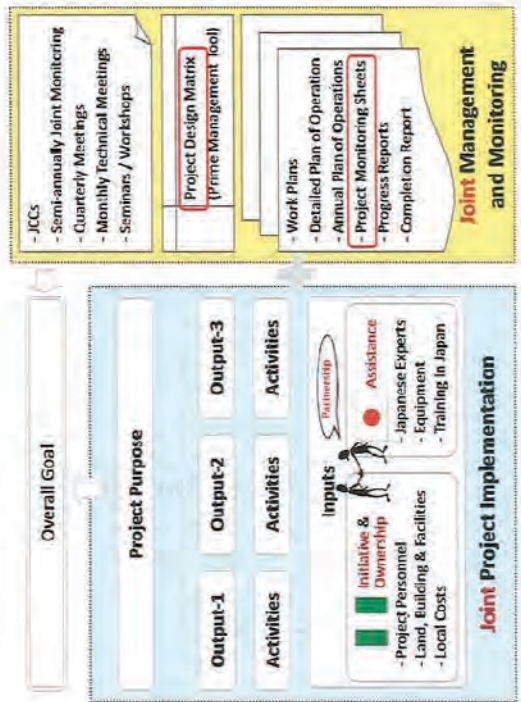 Overall Goal
Project Purpose
Output-1
Output-2
Output-3
Activities
Activities
Activities
Inputs
Partnership
Initiative &
Ownership
- Project Personnel
- Land, Building & Facilities
- Local Costs
Assistance
- Japanese Experts
- Equipment
- Training in Japan
Joint Project Implementation
- JCCs
- Semi-annually Joint Monitoring
- Quarterly Meetings
- Monthly Technical Meetings
- Seminars / Workshops
Project Design Matrix
(Prime Management Tool)
- Work Plans
- Detailed Plan of Operation
- Annual Plan of Operations
- Project Monitoring Sheets
- Progress Reports
- Completion Report
Joint Management
and Monitoring